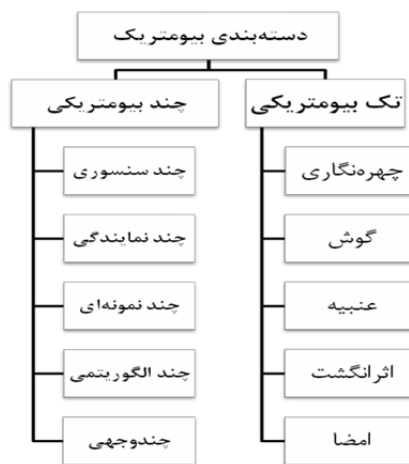 دسته‌بندی بیومتریک
تک بیومتریکی
چهره‌نگاری
گوش
عنبیه
اثرانگشت
امضا
چند بیومتریکی
چند سنسوری
چند نمایندگی
چند نمونه‌ای
چند الگوریتمی
چندوجهی